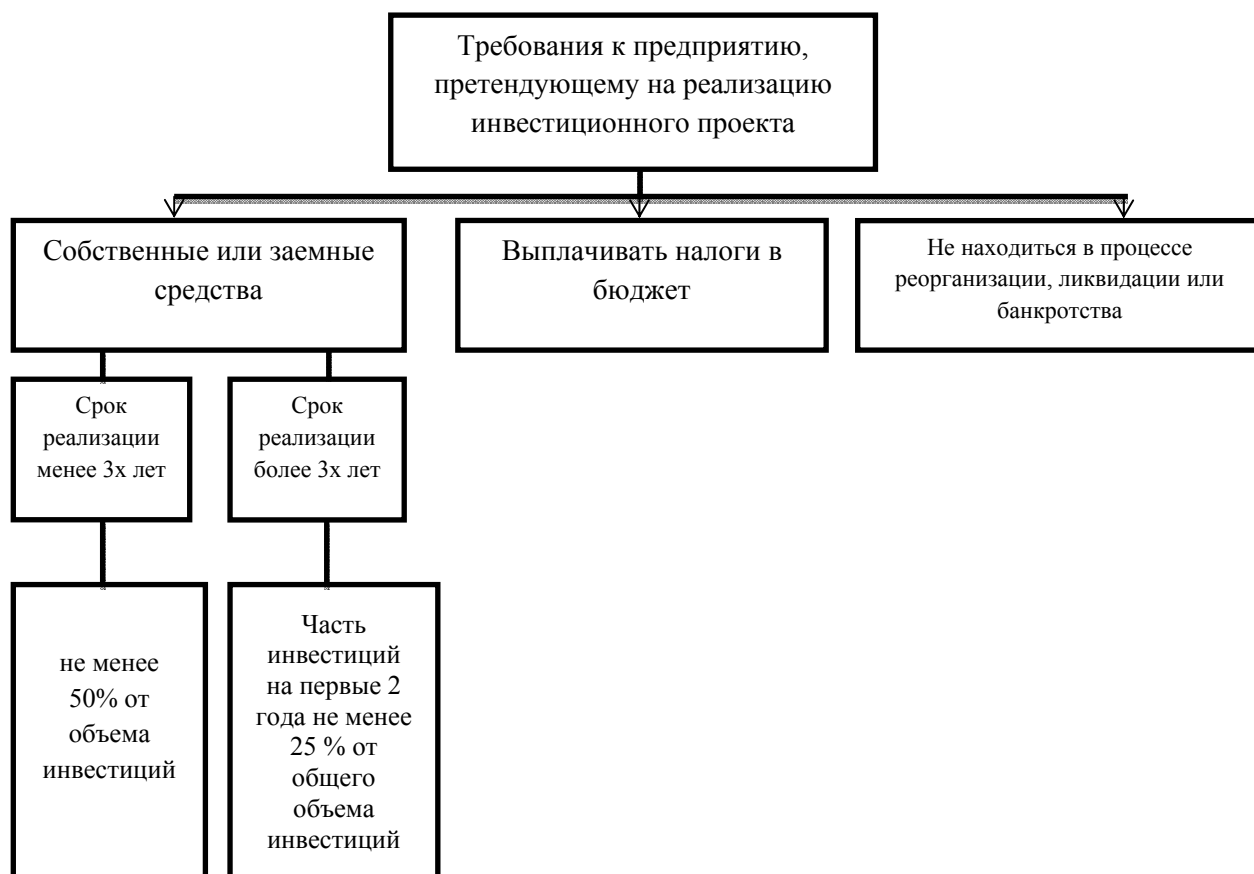 Требования к предприятию,
претендующему на реализацию
инвестиционного проекта
Собственные или заемные
средства
Выплачивать налоги в
бюджет
Не находиться в процессе
реорганизации, ликвидации или
банкротства
Срок
реализации
менее 3х лет
Срок
реализации
более 3х лет
не менее
50% от
объема
инвестиций
Часть
инвестиций
на первые 2
года не менее
25 % от
общего
объема
инвестиций